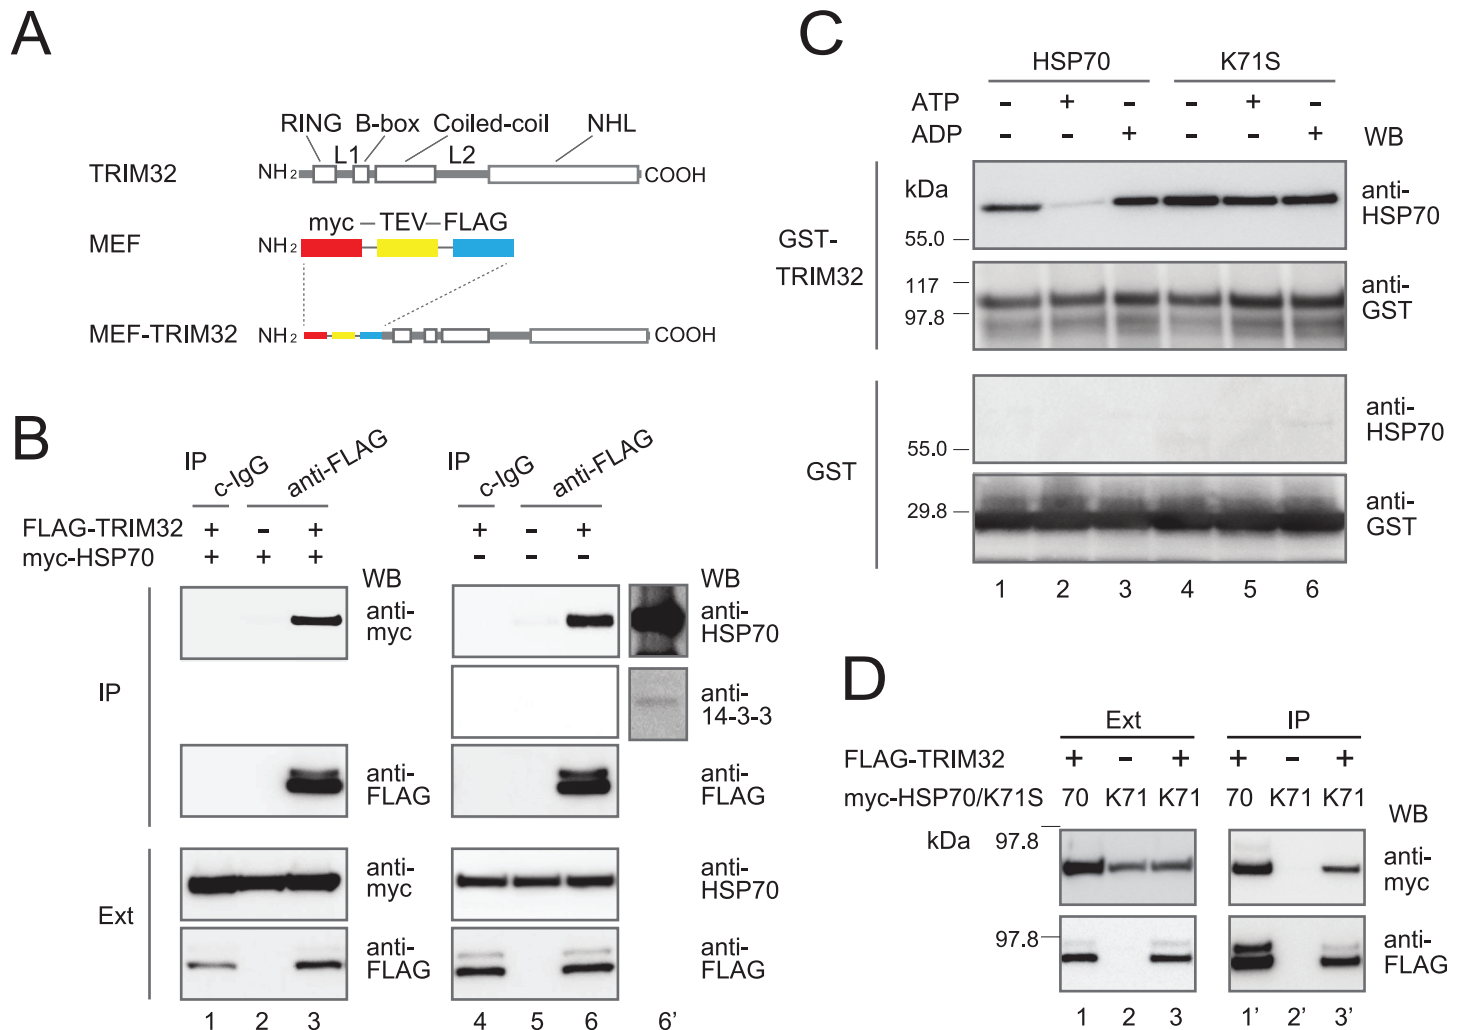 A
RING B-box Coiled-coil NHL
L1 L2
TRIM32 NH2 COOH
myc – TEV – FLAG
MEF NH2
MEF-TRIM32 NH2 COOH
B
IP c-IgG anti-FLAG
FLAG-TRIM32 + - +
myc-HSP70 + + +
IP c-IgG anti-FLAG
+ - +
- - -
WB
anti-
myc
WB
anti-
HSP70
IP
anti-
14-3-3
anti-
FLAG
anti-
FLAG
Ext
anti-
myc
anti-
HSP70
anti-
FLAG
anti-
FLAG
1 2 3 4 5 6 6’
C
HSP70 K71S
ATP - + - - + -
ADP - - + - - + WB
GST-
TRIM32
kDa
55.0
anti-
HSP70
117
97.8
anti-
GST
GST
55.0
anti-
HSP70
29.8
anti-
GST
1 2 3 4 5 6
D
Ext IP
FLAG-TRIM32 + - + + - +
myc-HSP70/K71S 70 K71 K71 70 K71 K71
WB
kDa 97.8
anti-
myc
97.8
anti-
FLAG
1 2 3 1’ 2’ 3’